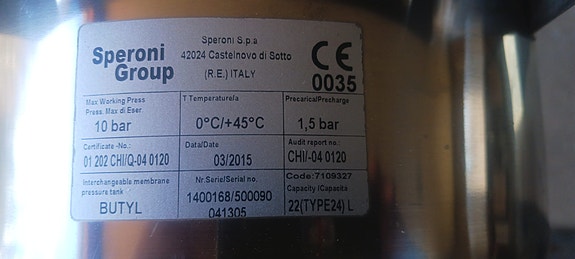 Speroni
Group
Speroni S.p.a
42024 Castelnovo di Sotto
(R.E.) ITALY
CE
0035
Max Working Press
Press. Max di Eser.
10 bar
T Temperature/a
0°C/+45°C
Precarica/Precharge
1,5 bar
Certificate -No.:
01 202 CHI/Q-04 0120
Data/Date
03/2015
Audit report no.:
CHI/-04 0120
Interchangeable membrane
pressure tank
BUTYL
Nr.Serie/Serial no.
1400168/500090
041305
Code:7109327
Capacity /Capacità
22(TYPE24) L